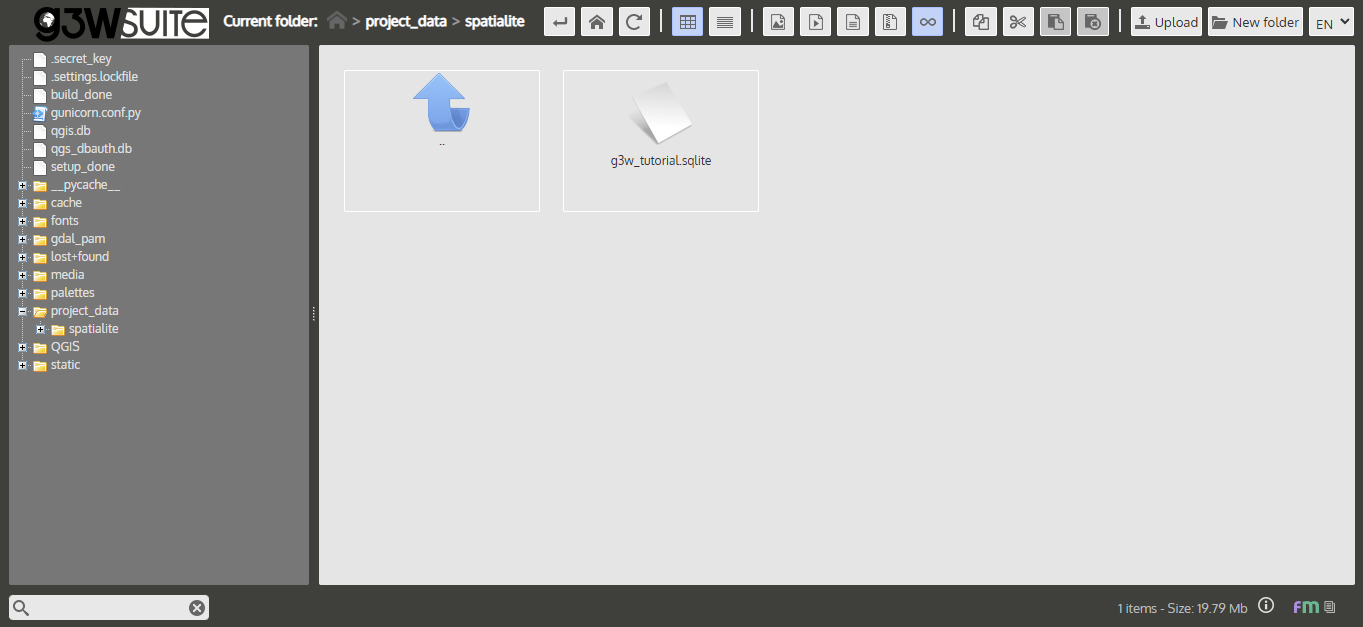 g3wSUITE Current folder: > project_data > spatialite Upload New folder EN
.secret_key
.settings.lockfile
build_done
gunicorn.conf.py
qgis.db
qgs_dbauth.db
setup_done
__pycache__
cache
fonts
gdal_pam
lost+found
media
palettes
project_data
spatialite
QGIS
static
..
g3w_tutorial.sqlite
1 items - Size: 19.79 Mb fm